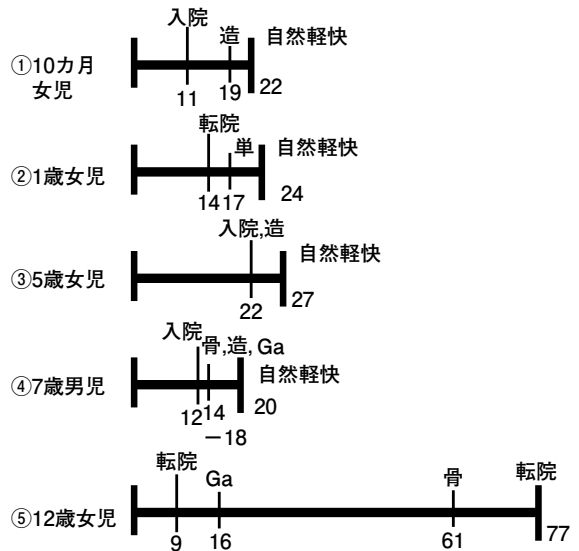 入院
造
自然軽快
①10カ月
女児
11
19
22
転院
単
自然軽快
②1歳女児
14
17
24
入院,造
自然軽快
③5歳女児
22
27
入院
骨,造,Ga
自然軽快
④7歳男児
12
14
－18
20
転院
Ga
骨
転院
⑤12歳女児
9
16
61
77